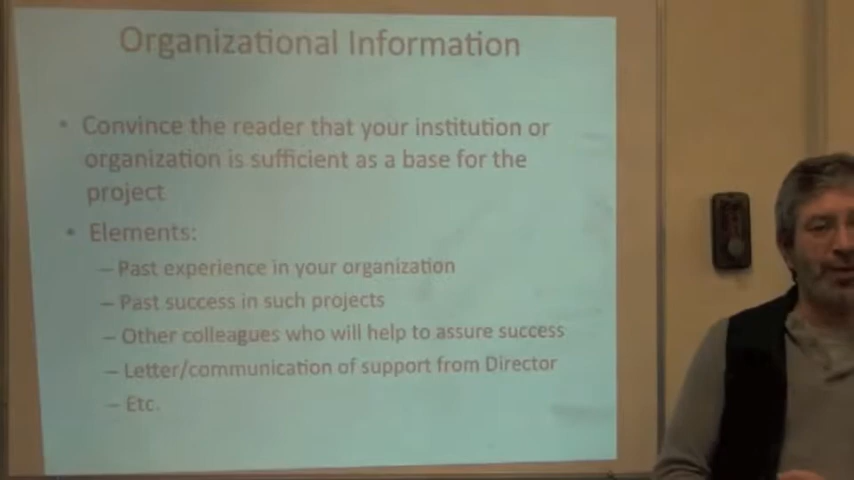 Organizational Information
• Convince the reader that your institution or
organization is sufficient as a base for the
project
• Elements:
– Past experience in your organization
– Past success in such projects
– Other colleagues who will help to assure success
– Letter/communication of support from Director
– Etc.